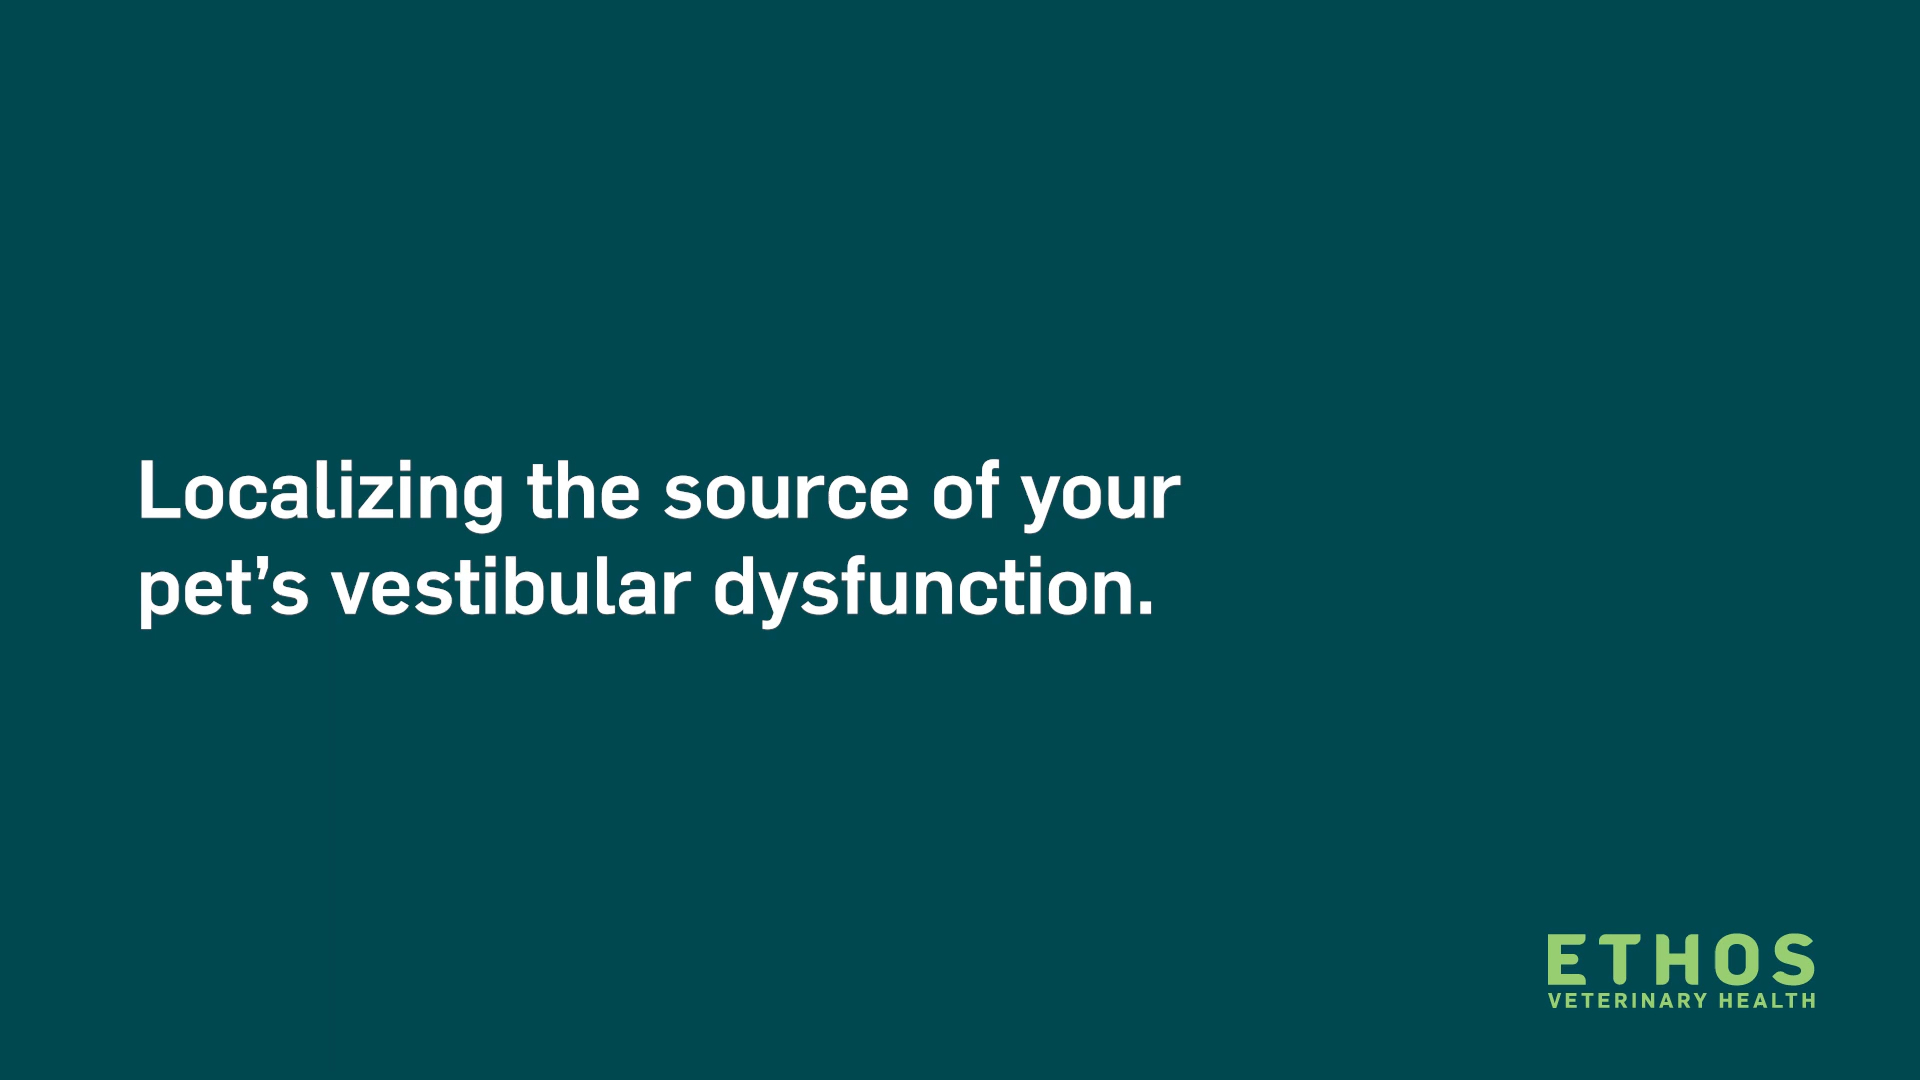 Localizing the source of your
pet’s vestibular dysfunction.
ETHOS
VETERINARY HEALTH